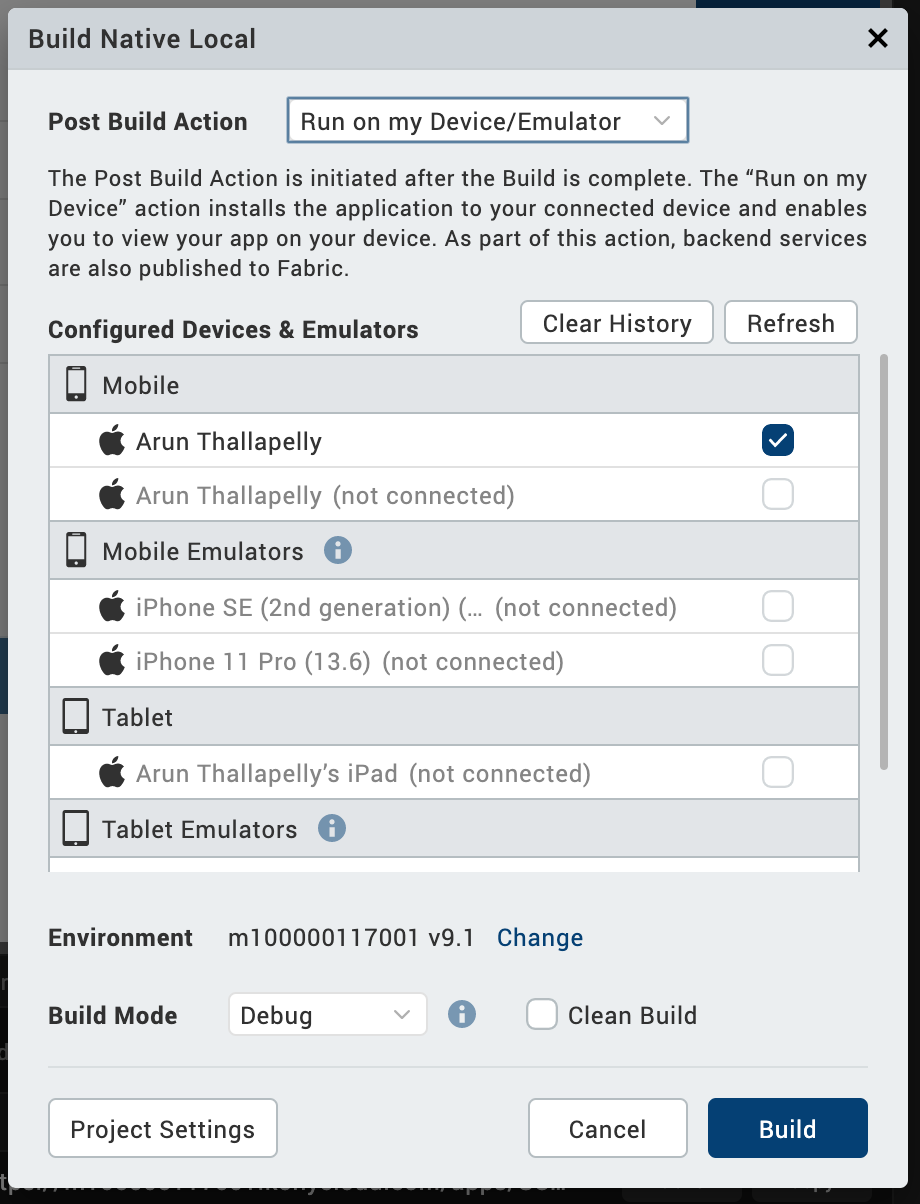 Build Native Local
Post Build Action Run on my Device/Emulator
The Post Build Action is initiated after the Build is complete. The “Run on my
Device” action installs the application to your connected device and enables
you to view your app on your device. As part of this action, backend services
are also published to Fabric.
Configured Devices & Emulators Clear History Refresh
Mobile
Arun Thallapelly
Arun Thallapelly (not connected)
Mobile Emulators
iPhone SE (2nd generation) (... (not connected)
iPhone 11 Pro (13.6) (not connected)
Tablet
Arun Thallapelly’s iPad (not connected)
Tablet Emulators
Environment m100000117001 v9.1 Change
Build Mode Debug Clean Build
Project Settings Cancel Build